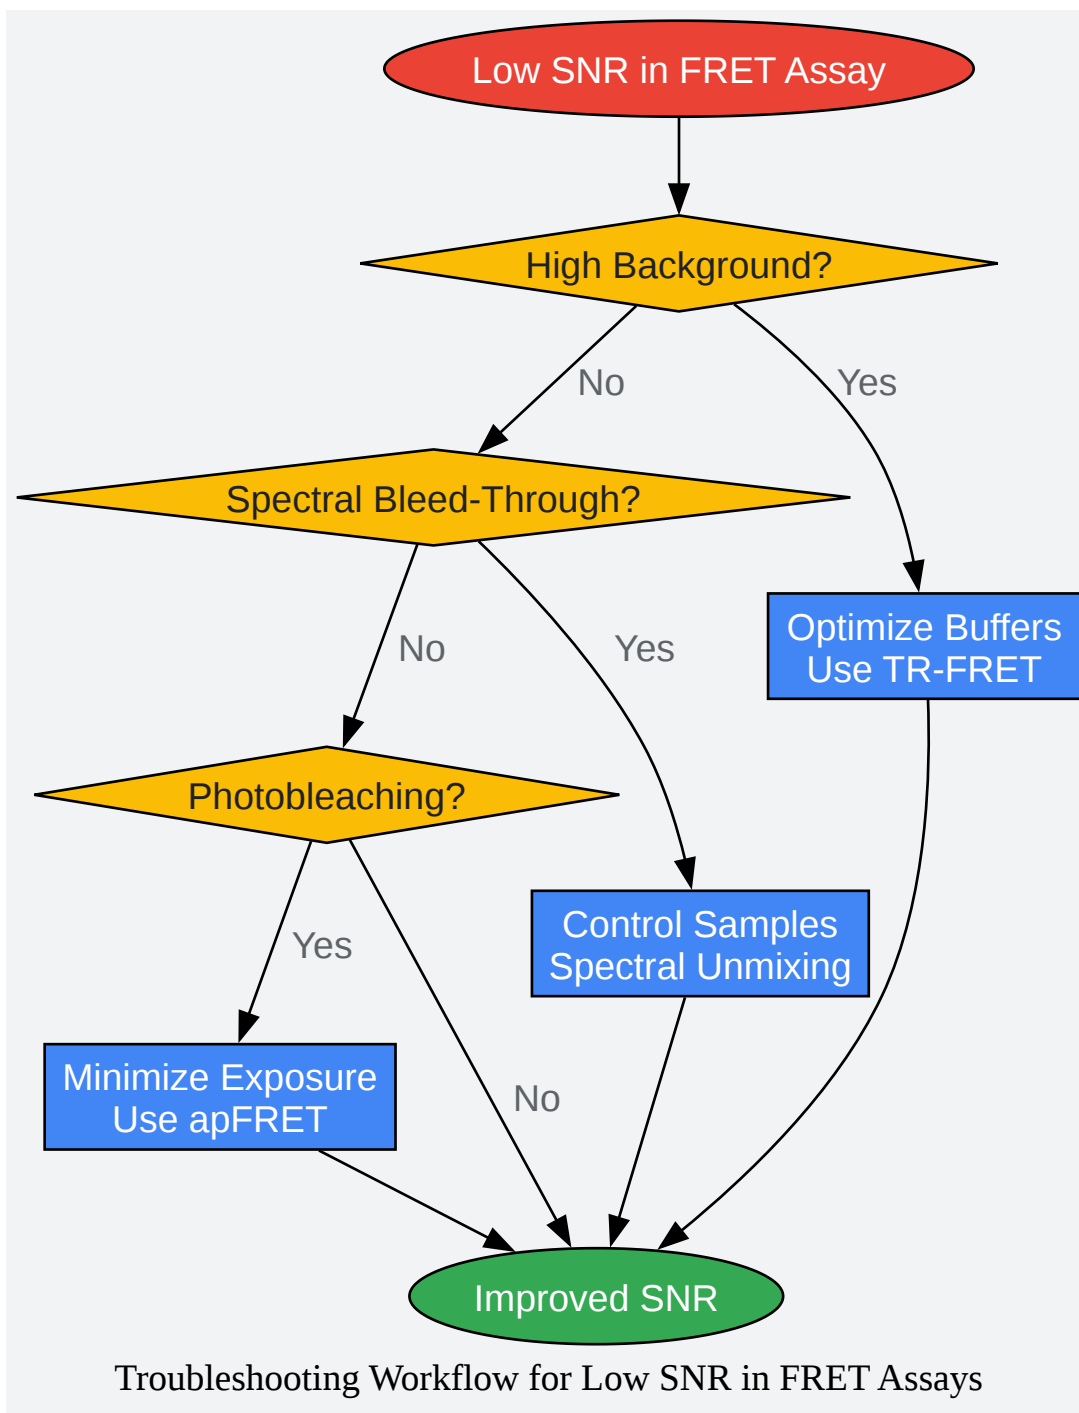 Low SNR in FRET Assay
High Background?
No
Yes
Spectral Bleed-Through?
Optimize Buffers
Use TR-FRET
No
Yes
Photobleaching?
Control Samples
Spectral Unmixing
Yes
Minimize Exposure
Use apFRET
No
Improved SNR
Troubleshooting Workflow for Low SNR in FRET Assays